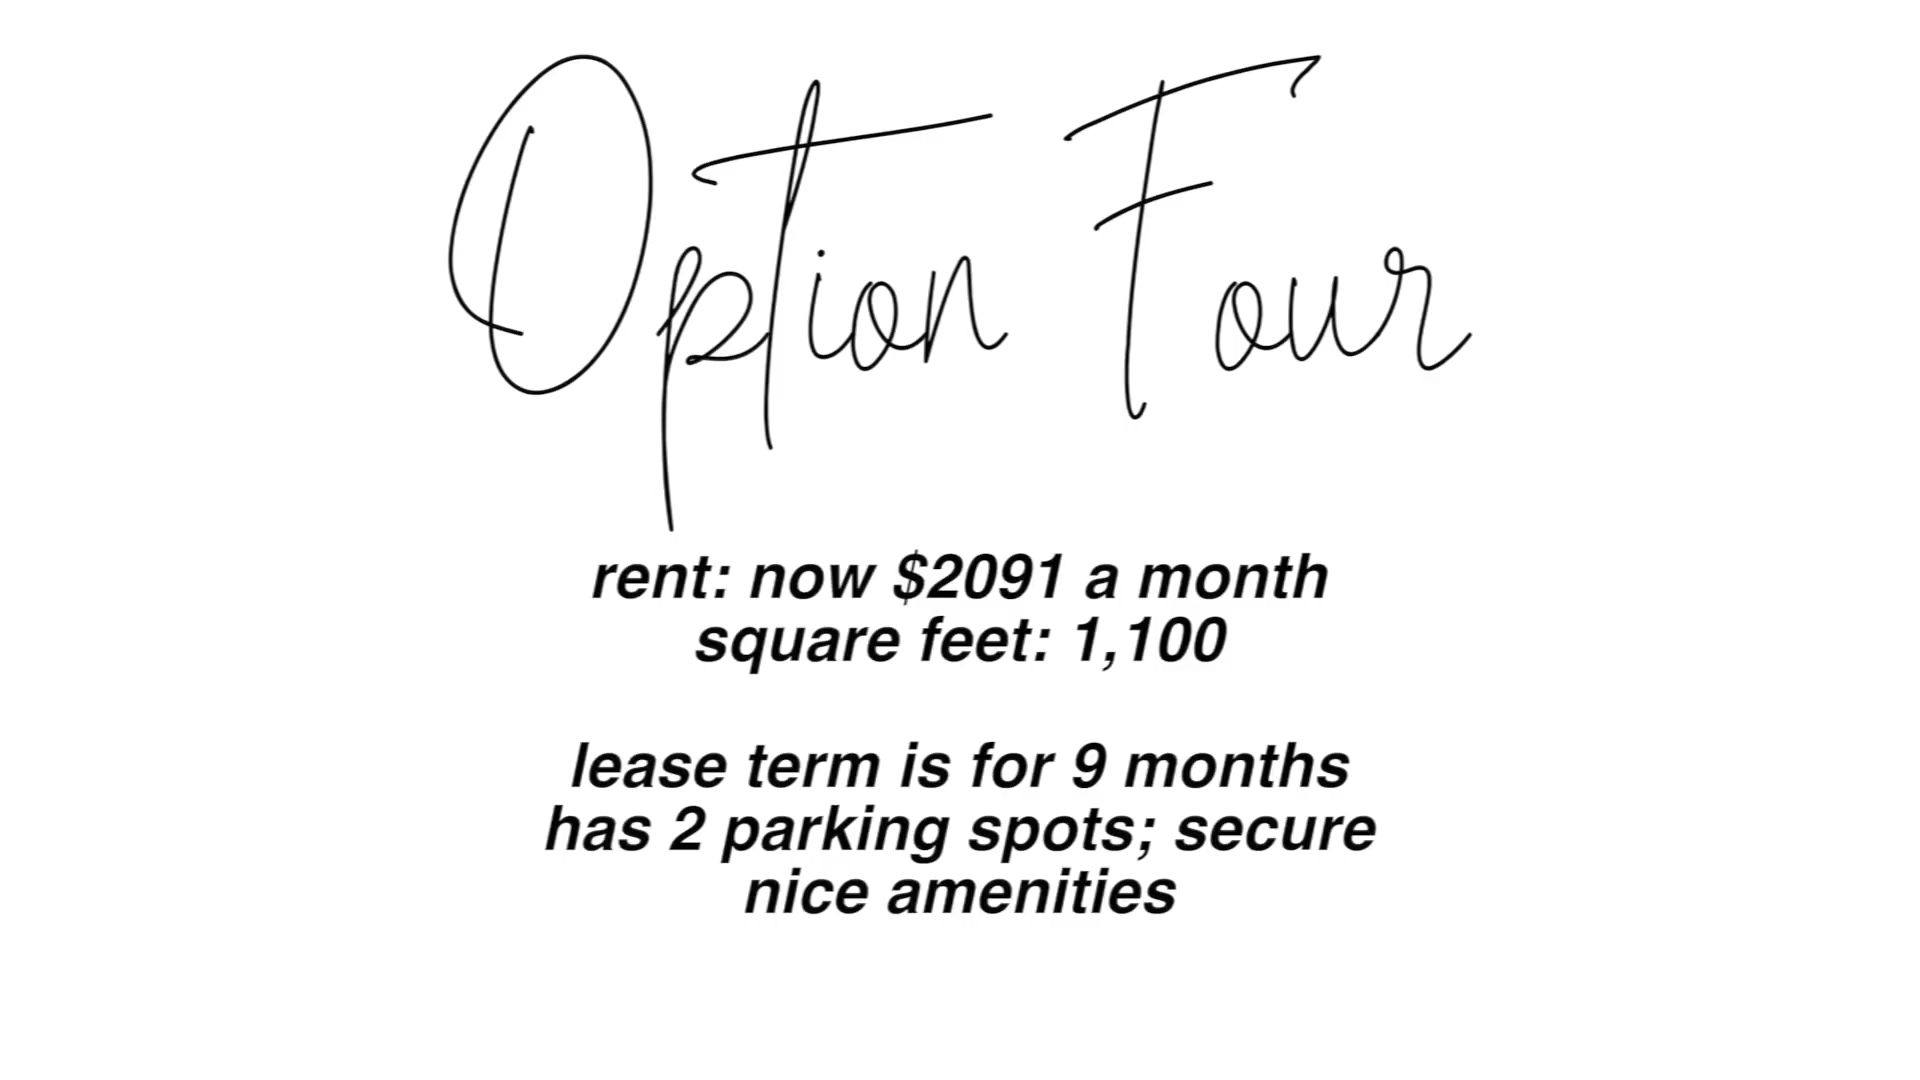 Option Four
rent: now $2091 a month
square feet: 1,100
lease term is for 9 months
has 2 parking spots; secure
nice amenities